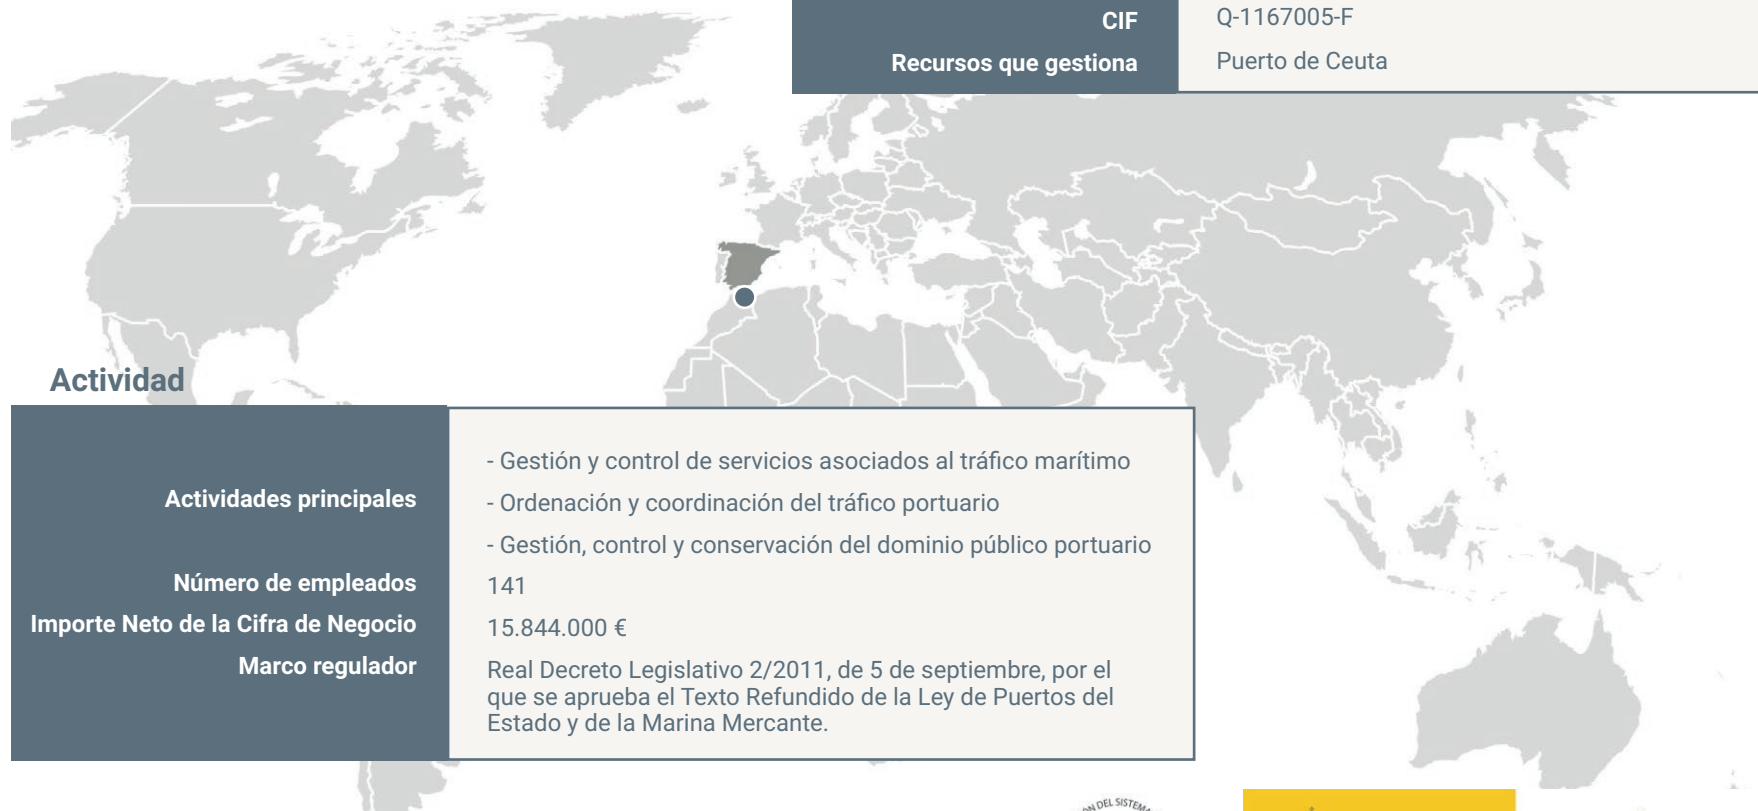 CIF Q-1167005-F
Recursos que gestiona Puerto de Ceuta
Actividad
Actividades principales
- Gestión y control de servicios asociados al tráfico marítimo
- Ordenación y coordinación del tráfico portuario
- Gestión, control y conservación del dominio público portuario
Número de empleados 141
Importe Neto de la Cifra de Negocio 15.844.000 €
Marco regulador Real Decreto Legislativo 2/2011, de 5 de septiembre, por el
que se aprueba el Texto Refundido de la Ley de Puertos del
Estado y de la Marina Mercante.
DEL SISTEMA